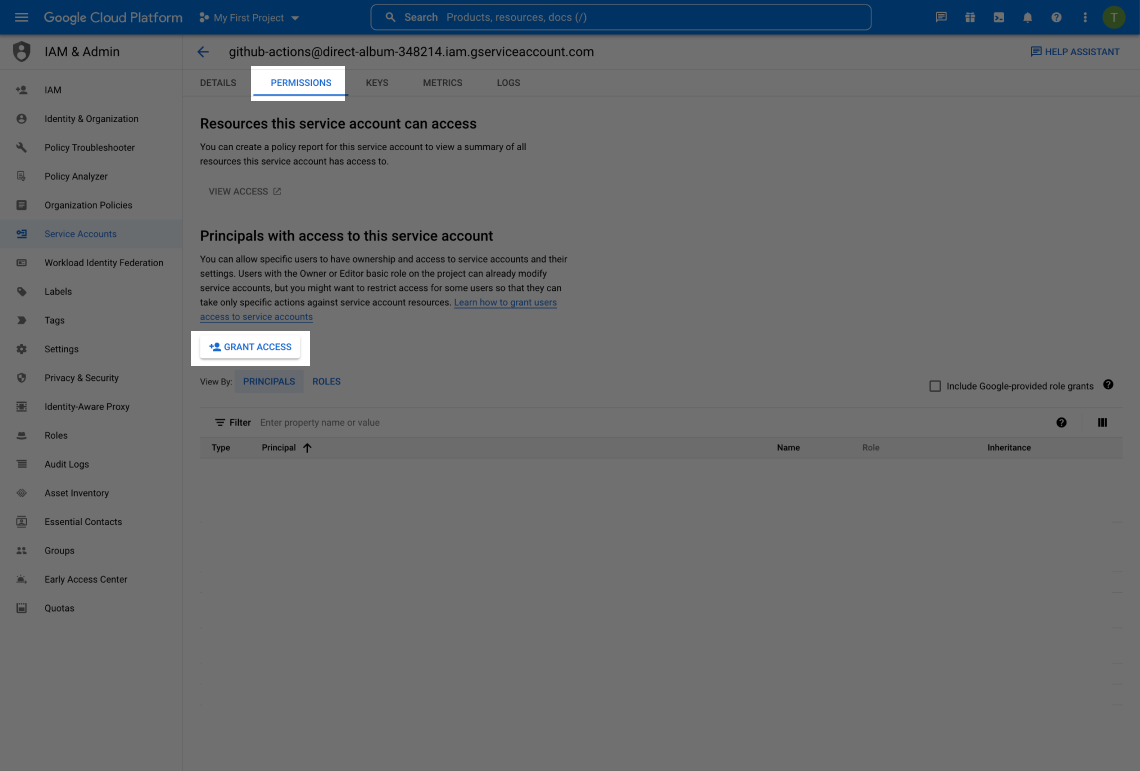 Google Cloud Platform
My First Project
Search Products, resources, docs (/)
T
IAM & Admin
github-actions@direct-album-348214.iam.gserviceaccount.com
HELP ASSISTANT
DETAILS
PERMISSIONS
KEYS
METRICS
LOGS
IAM
Identity & Organization
Policy Troubleshooter
Policy Analyzer
Organization Policies
Service Accounts
Workload Identity Federation
Labels
Tags
Settings
Privacy & Security
Identity-Aware Proxy
Roles
Audit Logs
Asset Inventory
Essential Contacts
Groups
Early Access Center
Quotas
Resources this service account can access
You can create a policy report for this service account to view a summary of all
resources this service account has access to.
VIEW ACCESS
Principals with access to this service account
You can allow specific users to have ownership and access to service accounts and their
settings. Users with the Owner or Editor basic role on the project can already modify
service accounts, but you might want to restrict access for some users so that they can
take only specific actions against service account resources. Learn how to grant users
access to service accounts
GRANT ACCESS
View By: PRINCIPALS ROLES
Include Google-provided role grants
Filter Enter property name or value
Type Principal Name Role Inheritance